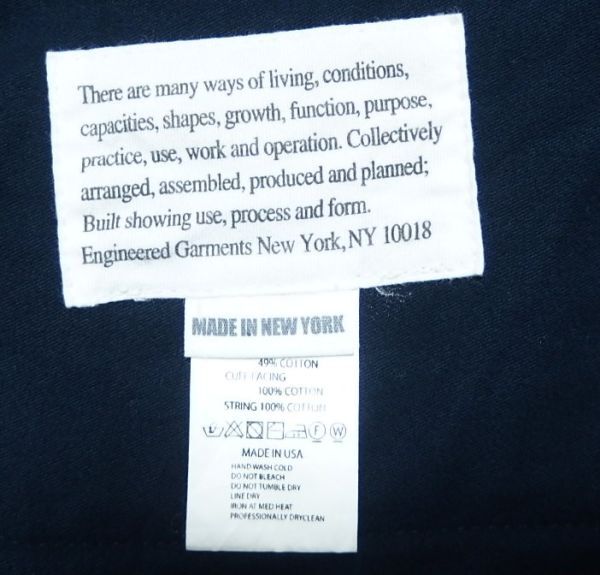 There are many ways of living, conditions,
capacities, shapes, growth, function, purpose,
practice, use, work and operation. Collectively
arranged, assembled, produced and planned;
Built showing use, process and form.
Engineered Garments New York, NY 10018
MADE IN NEW YORK
49% COTTON
CUFF FACING
100% COTTON
STRING 100% COTTON
F W
MADE IN USA
HAND WASH COLD
DO NOT BLEACH
DO NOT TUMBLE DRY
LINE DRY
IRON AT MED HEAT
PROFESSIONALLY DRYCLEAN